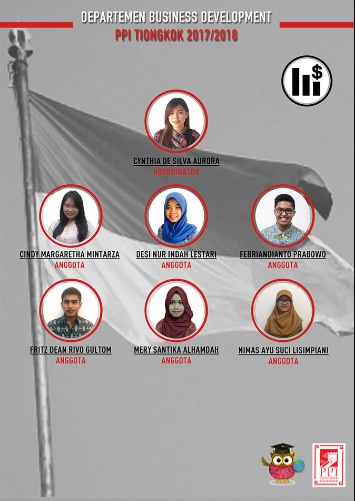 DEPARTEMEN BUSINESS DEVELOPMENT
PPI TIONGKOK 2017/2018
$
CYNTHIA DE SILVA AURORA
KOORDINATOR
CINDY MARGARETHA MINTARZA
ANGGOTA
DESI NUR INDAH LESTARI
ANGGOTA
FEBRIANDIANTO PRABOWO
ANGGOTA
FRITZ DEAN RIVO GULTOM
ANGGOTA
MERY SANTIKA ALHAMDAH
ANGGOTA
NIMAS AYU SUCI LISIMPIANI
ANGGOTA
PPI